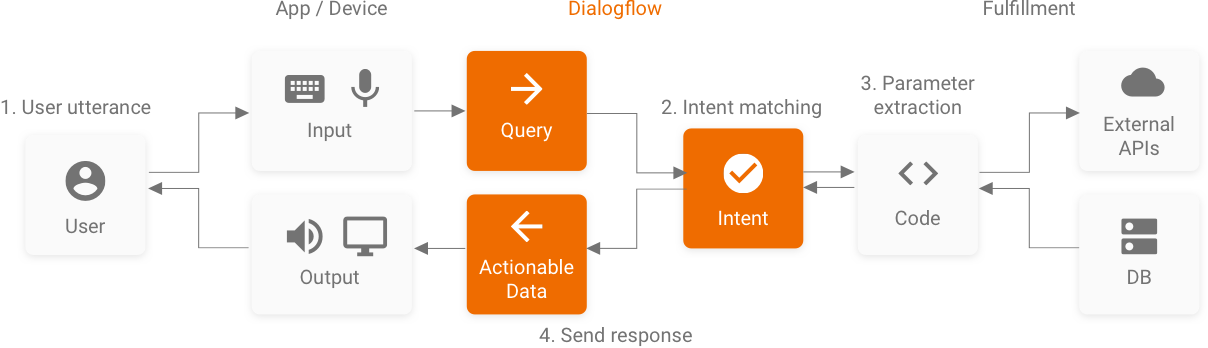 App / Device
Dialogflow
Fulfillment
1. User utterance
Input
Query
2. Intent matching
3. Parameter
extraction
External
APIs
User
Output
Actionable
Data
Intent
Code
DB
4. Send response